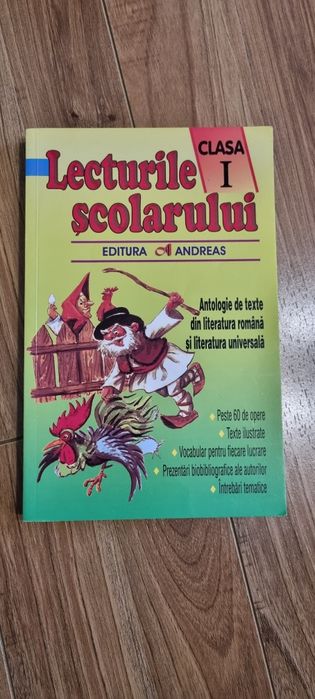 CLASA
I
Lecturile
școlarului
EDITURA A ANDREAS
Antologie de texte
din literatura română
și literatura universală
Peste 60 de opere
Texte ilustrate
Vocabular pentru fiecare lucrare
Prezentări biobibliografice ale autorilor
Întrebări tematice